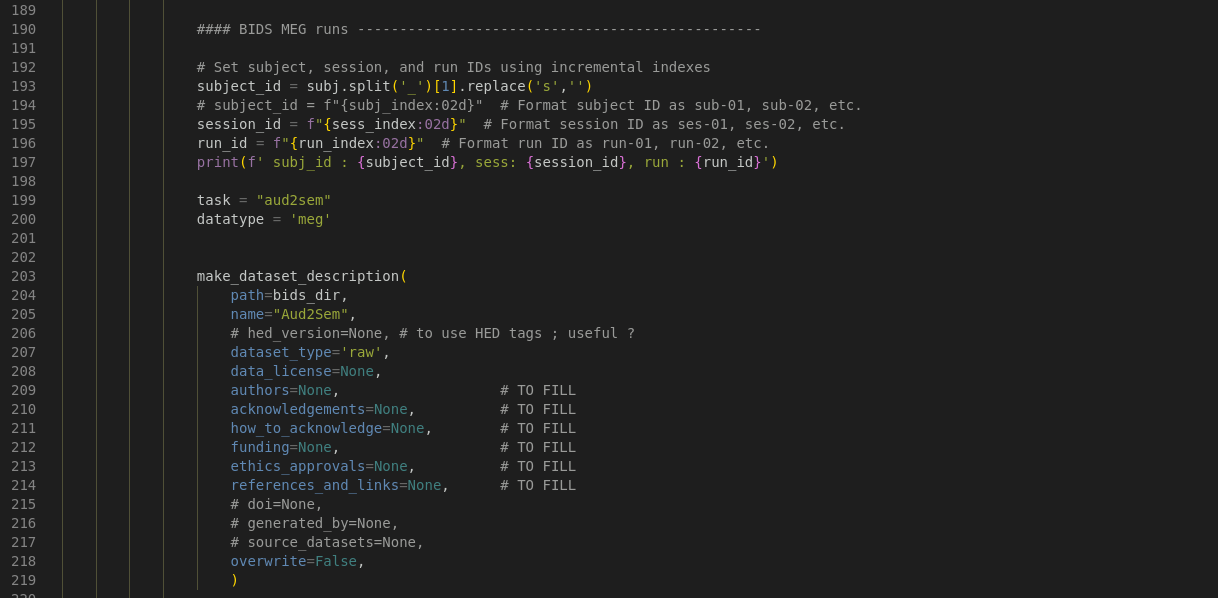 189
190 #### BIDS MEG runs ------------------------------------------------
191
192 # Set subject, session, and run IDs using incremental indexes
193 subject_id = subj.split('_')[1].replace('s','')
194 # subject_id = f"{subj_index:02d}"  # Format subject ID as sub-01, sub-02, etc.
195 session_id = f"{sess_index:02d}"  # Format session ID as ses-01, ses-02, etc.
196 run_id = f"{run_index:02d}"  # Format run ID as run-01, run-02, etc.
197 print(f' subj_id : {subject_id}, sess: {session_id}, run : {run_id}')
198
199 task = "aud2sem"
200 datatype = 'meg'
201
202
203 make_dataset_description(
204     path=bids_dir,
205     name="Aud2Sem",
206     # hed_version=None, # to use HED tags ; useful ?
207     dataset_type='raw',
208     data_license=None,
209     authors=None,                   # TO FILL
210     acknowledgements=None,          # TO FILL
211     how_to_acknowledge=None,        # TO FILL
212     funding=None,                   # TO FILL
213     ethics_approvals=None,          # TO FILL
214     references_and_links=None,      # TO FILL
215     # doi=None,
216     # generated_by=None,
217     # source_datasets=None,
218     overwrite=False,
219     )